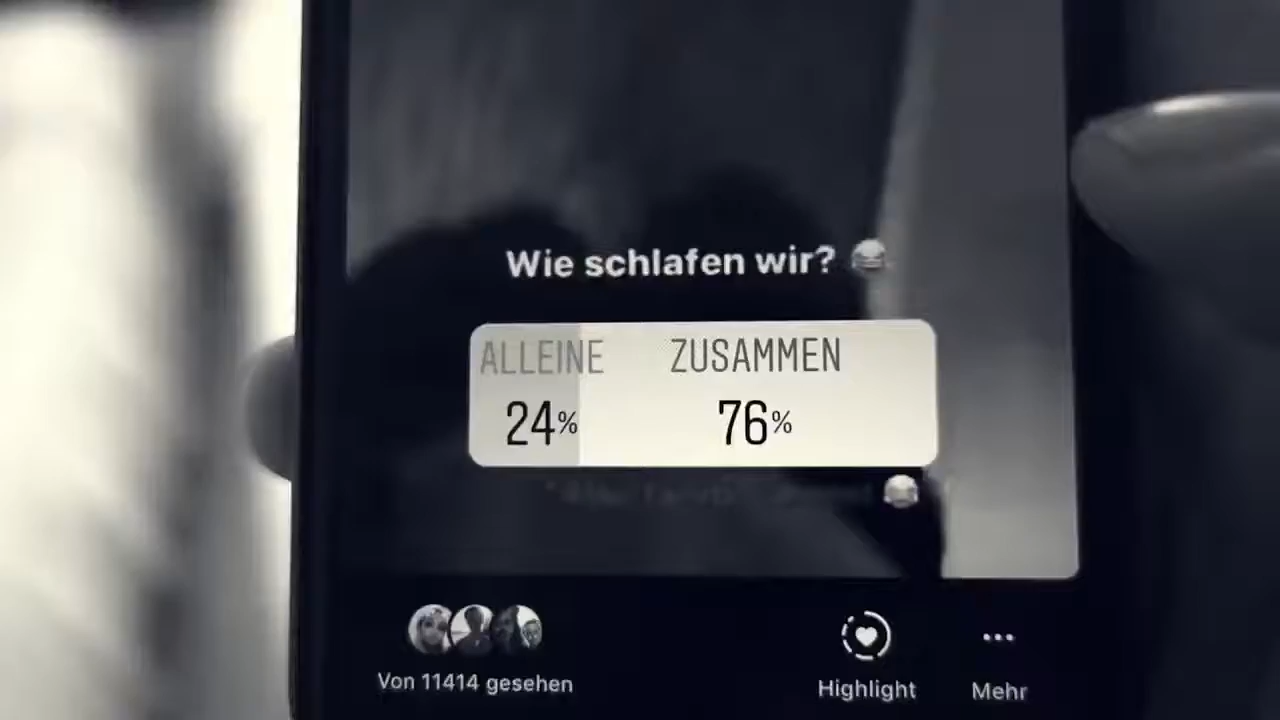 Wie schlafen wir? 😂
ALLEINE ZUSAMMEN
24% 76%
😂
Von 11414 gesehen
Highlight
Mehr